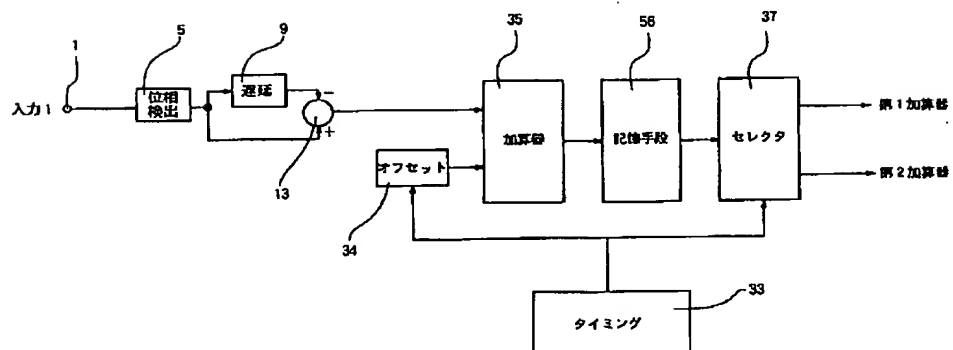 1
5
9
35
56
37
入力1
位相
検出
遅延
−
+
13
オフセット
34
加算器
記憶手段
セレクタ
第1加算器
第2加算器
33
タイミング